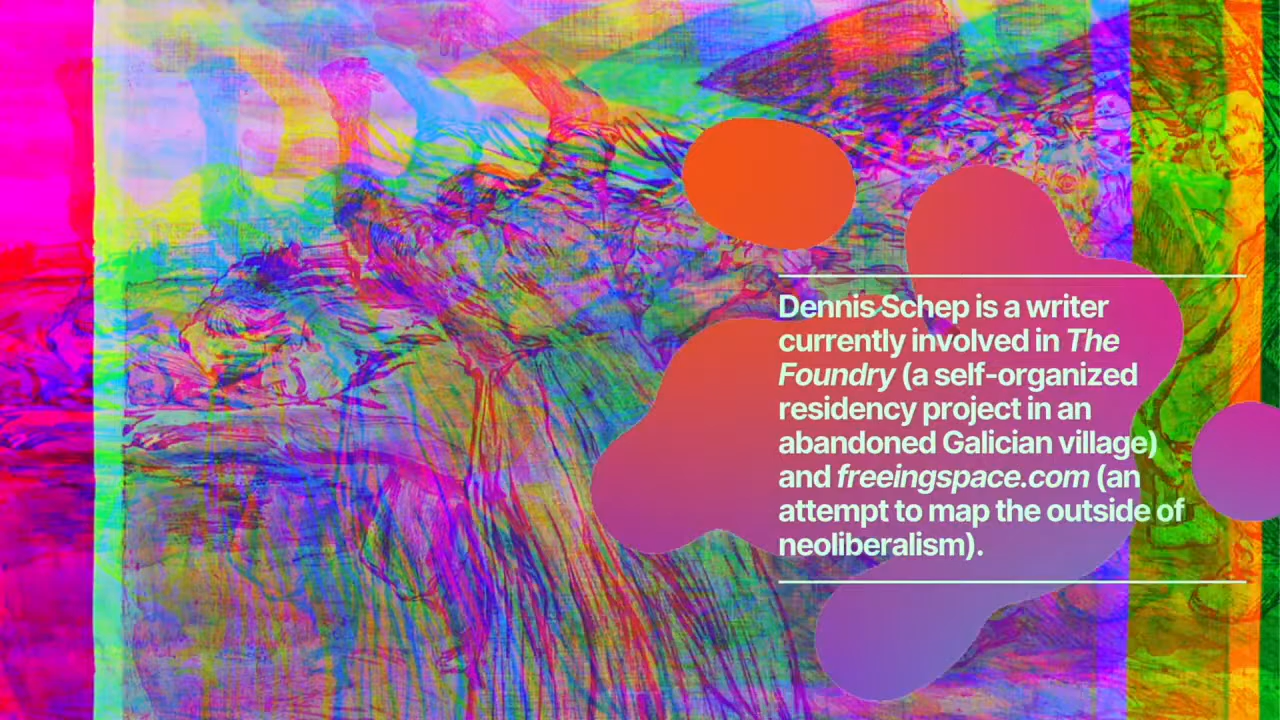 Dennis Schep is a writer
currently involved in The
Foundry (a self-organized
residency project in an
abandoned Galician village)
and freeingspace.com (an
attempt to map the outside of
neoliberalism).